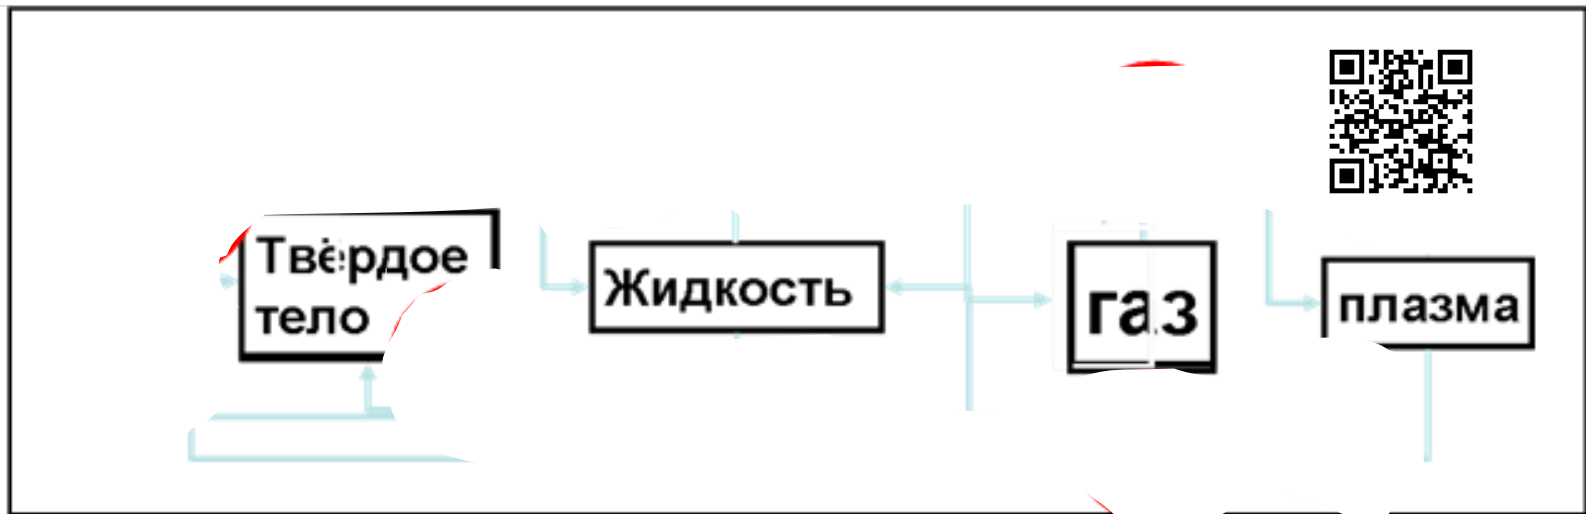 Твёрдое
тело
Жидкость
газ
плазма